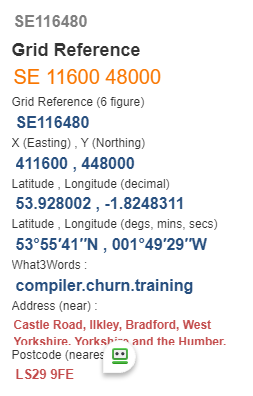 SE116480
Grid Reference
SE 11600 48000
Grid Reference (6 figure)
SE116480
X (Easting) , Y (Northing)
411600 , 448000
Latitude , Longitude (decimal)
53.928002 , -1.8248311
Latitude , Longitude (degs, mins, secs)
53°55′41″N , 001°49′29″W
What3Words :
compiler.churn.training
Address (near) :
Castle Road, Ilkley, Bradford, West
Yorkshire, Yorkshire and the Humber,
Postcode (nearest
LS29 9FE